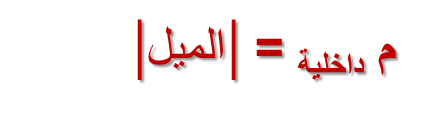 م داخلية = |الميل|